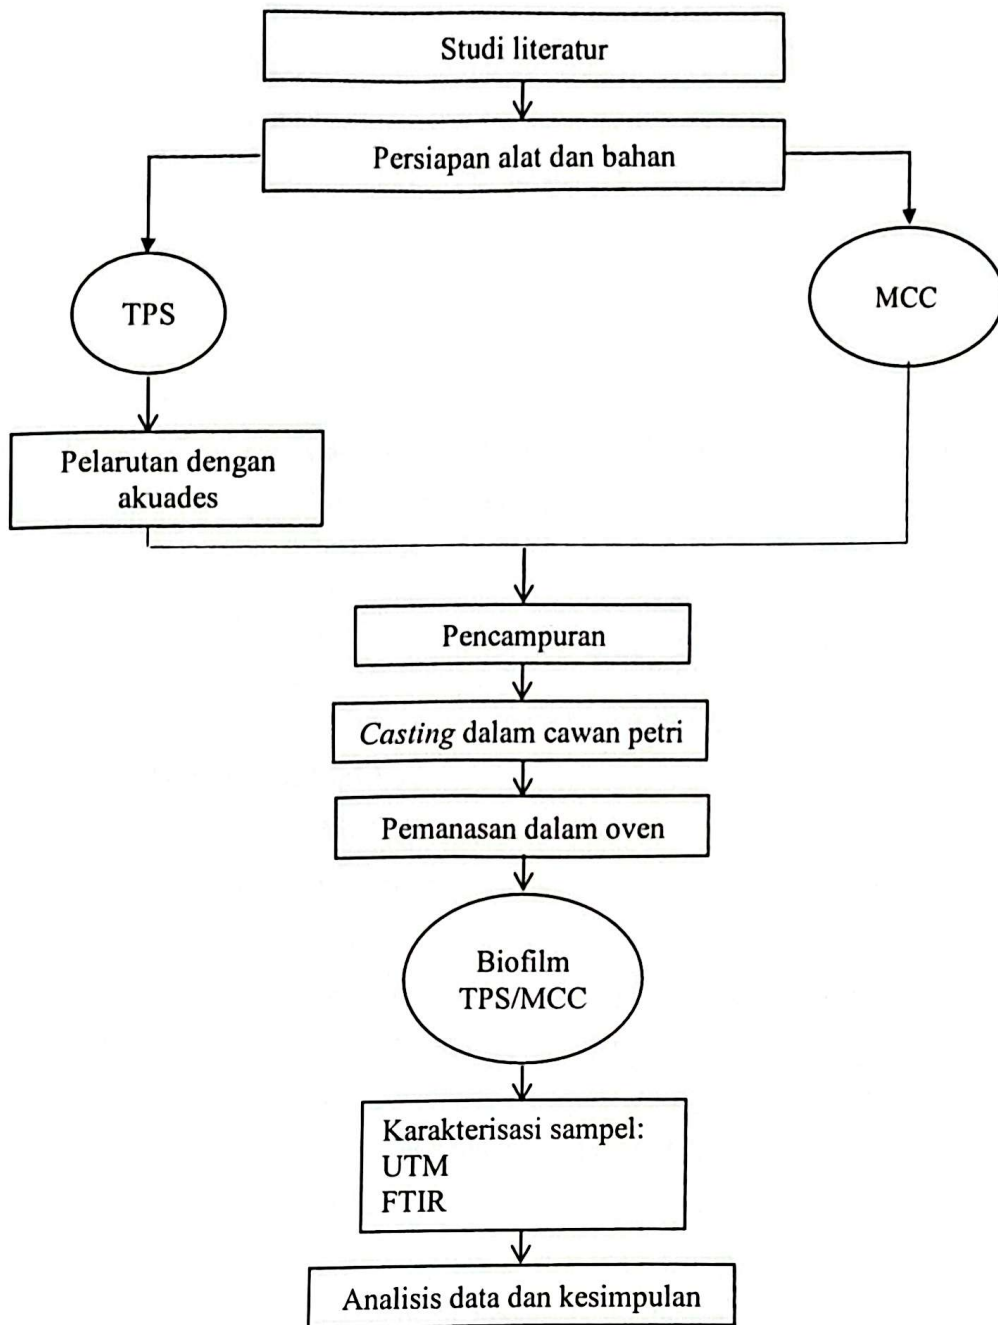 Studi literatur
Persiapan alat dan bahan
TPS
MCC
Pelarutan dengan
akuades
Pencampuran
Casting dalam cawan petri
Pemanasan dalam oven
Biofilm
TPS/MCC
Karakterisasi sampel:
UTM
FTIR
Analisis data dan kesimpulan